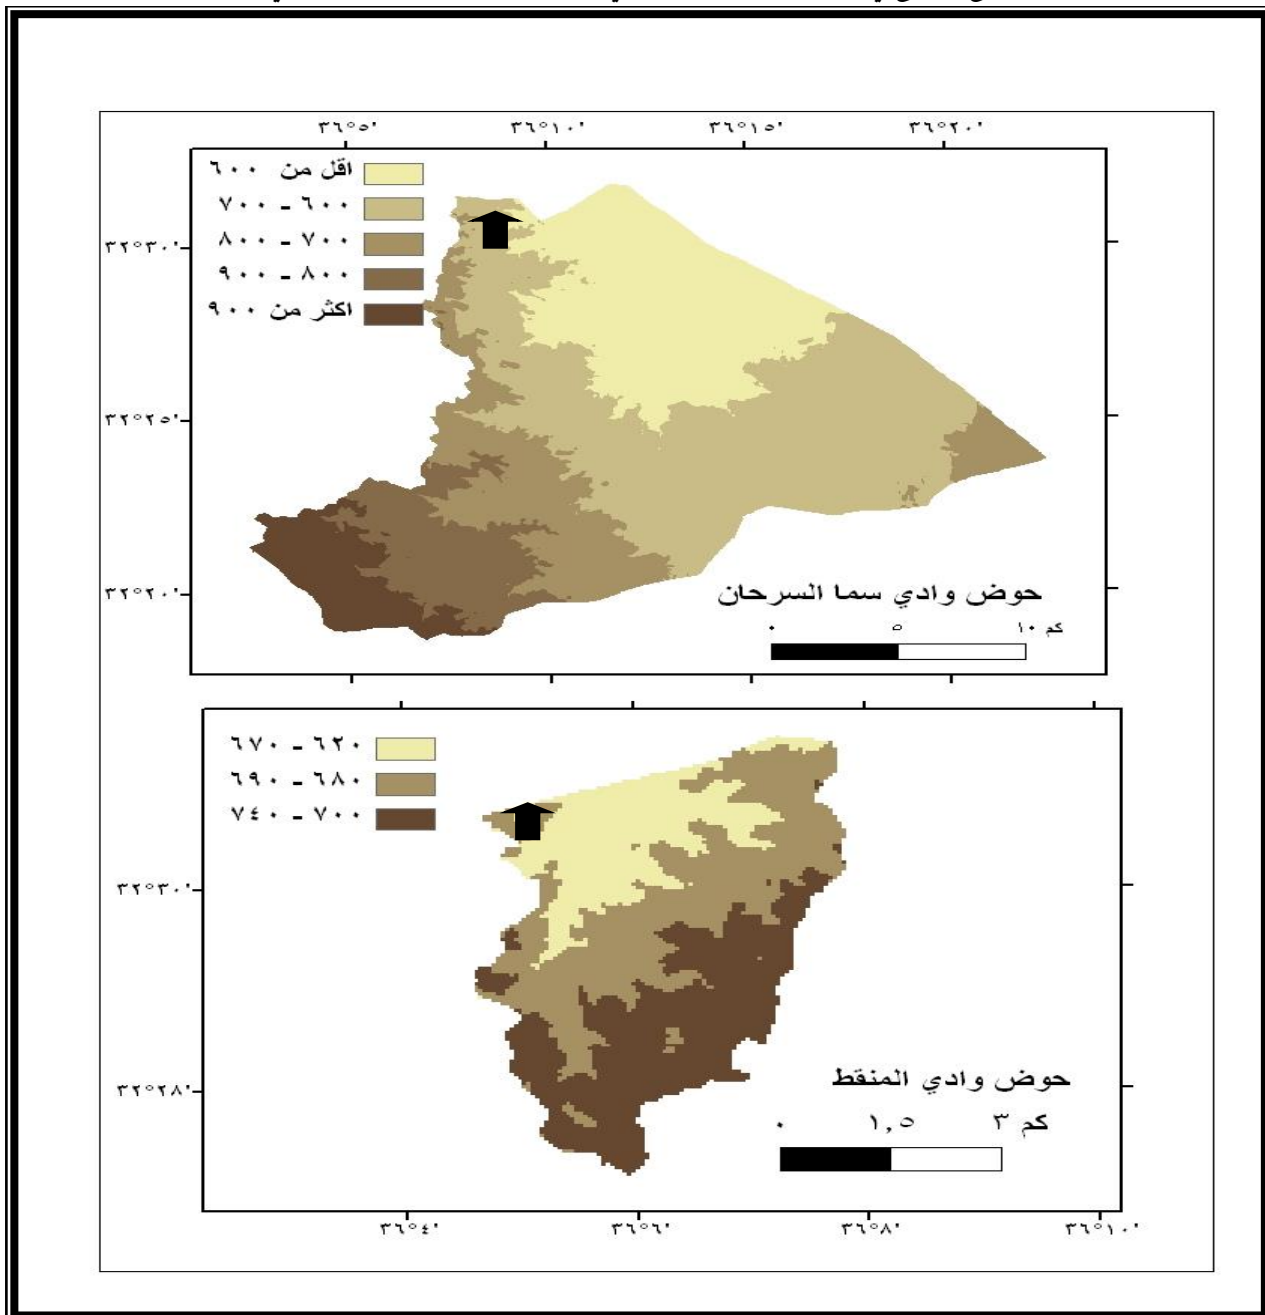 ٣٦°٥' ٣٦°١٠' ٣٦°١٥' ٣٦°٢٠'
اقل من ٦٠٠
٦٠٠ - ٧٠٠
٧٠٠ - ٨٠٠
٨٠٠ - ٩٠٠
اكثر من ٩٠٠
٣٢°٣٠'
٣٢°٢٥'
٣٢°٢٠'
حوض وادي سما السرحان
٠ ٥ ١٠ كم
٦٢٠ - ٦٧٠
٦٨٠ - ٦٩٠
٧٠٠ - ٧٤٠
٣٢°٣٠'
٣٢°٢٨'
حوض وادي المنقط
٠ ١,٥ ٣ كم
٣٦°٤' ٣٦°٦' ٣٦°٨' ٣٦°١٠'